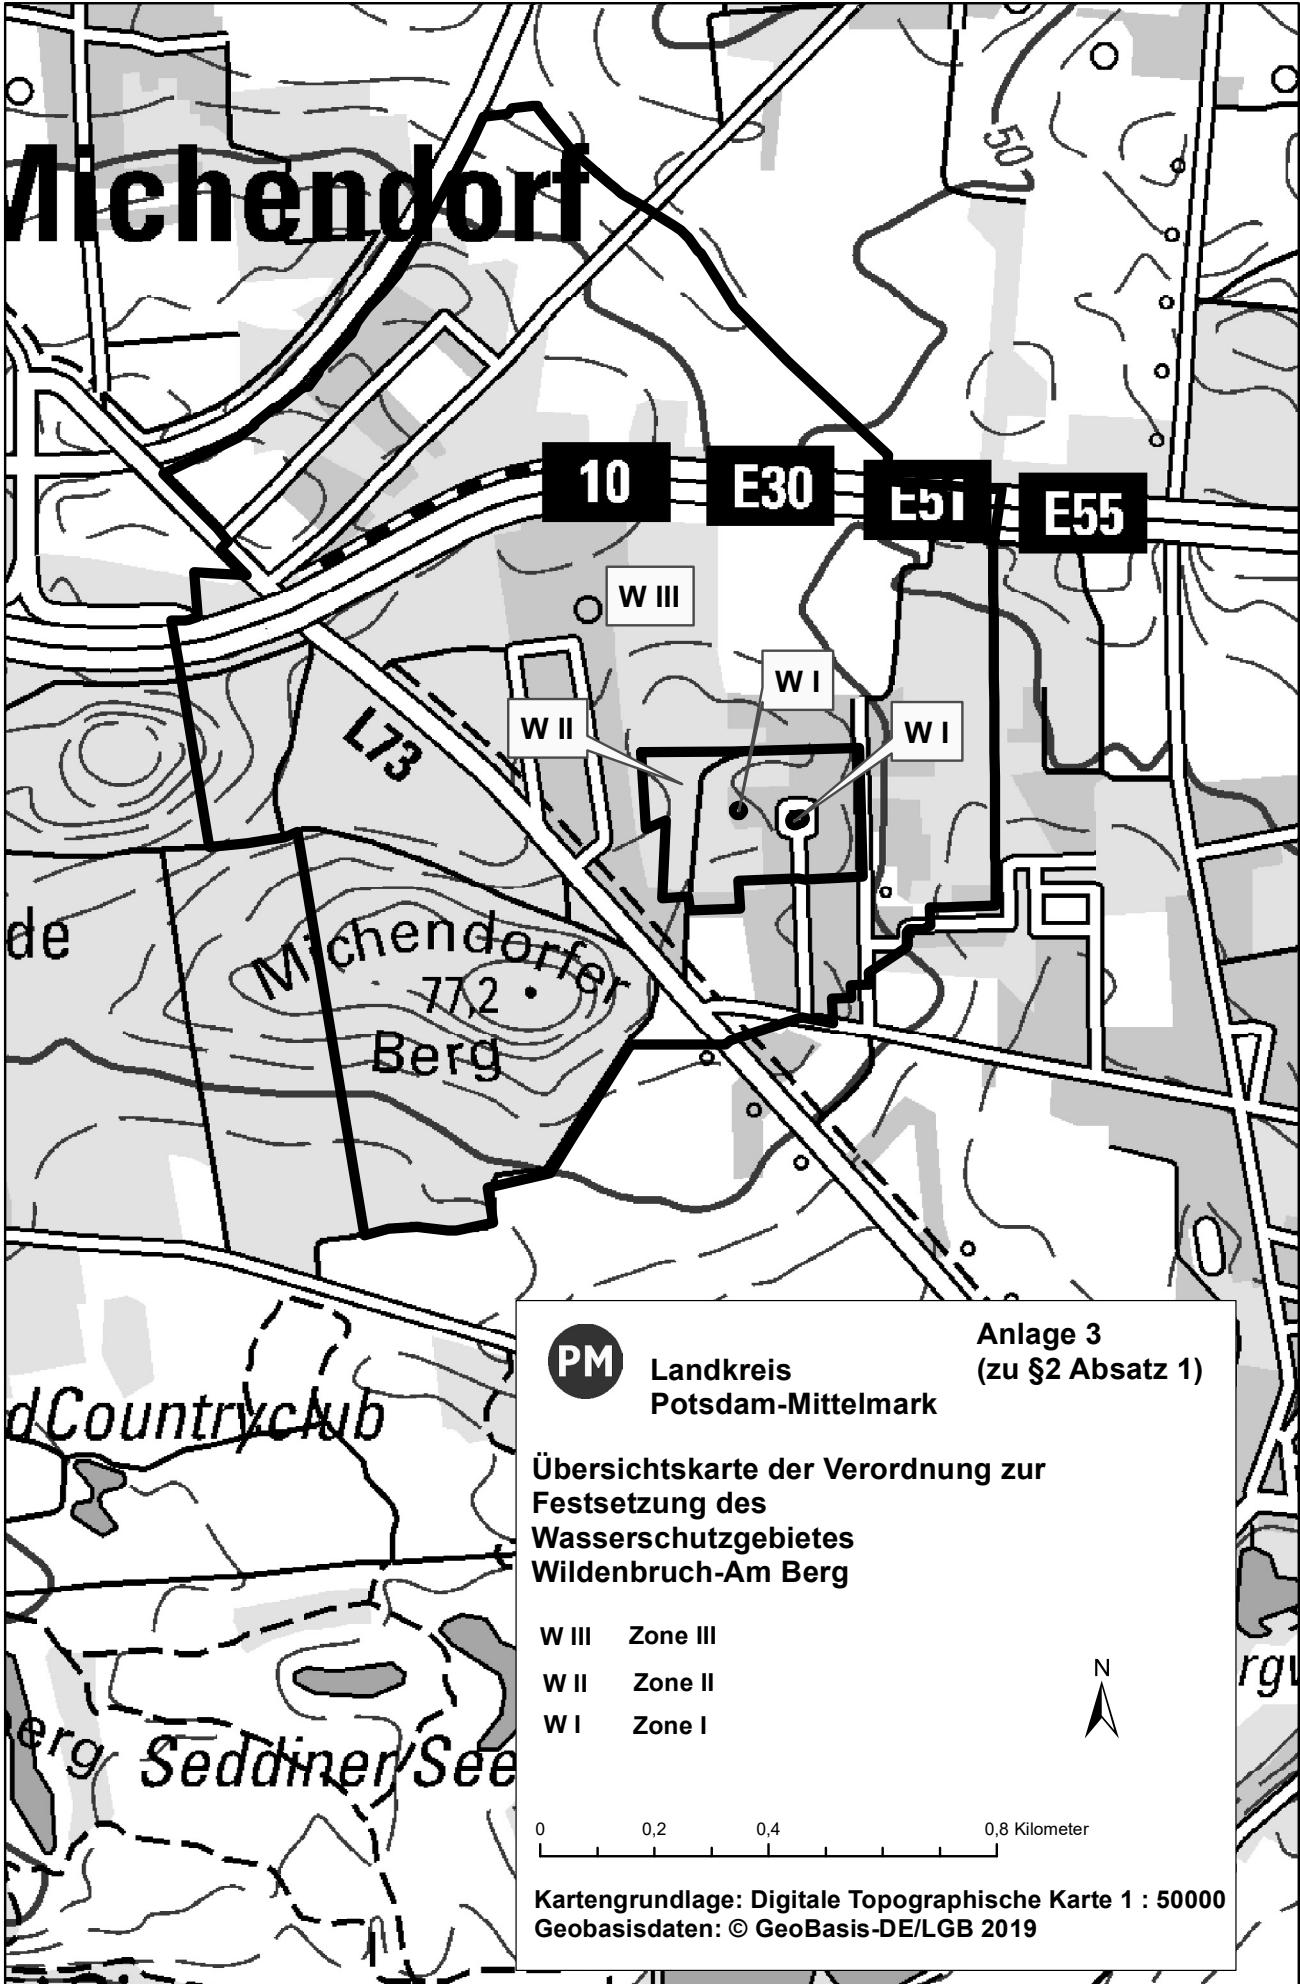 Michendorf
50
10
E30
E51
E55
W III
W I
W II
W I
L73
de
Michendorfer
77,2
Berg
PM
Landkreis
Potsdam-Mittelmark
Anlage 3
(zu §2 Absatz 1)
dCountryclub
Übersichtskarte der Verordnung zur
Festsetzung des
Wasserschutzgebietes
Wildenbruch-Am Berg
W III Zone III
W II Zone II
W I Zone I
N
erg
Seddiner See
0 0,2 0,4 0,8 Kilometer
Kartengrundlage: Digitale Topographische Karte 1 : 50000
Geobasisdaten: © GeoBasis-DE/LGB 2019